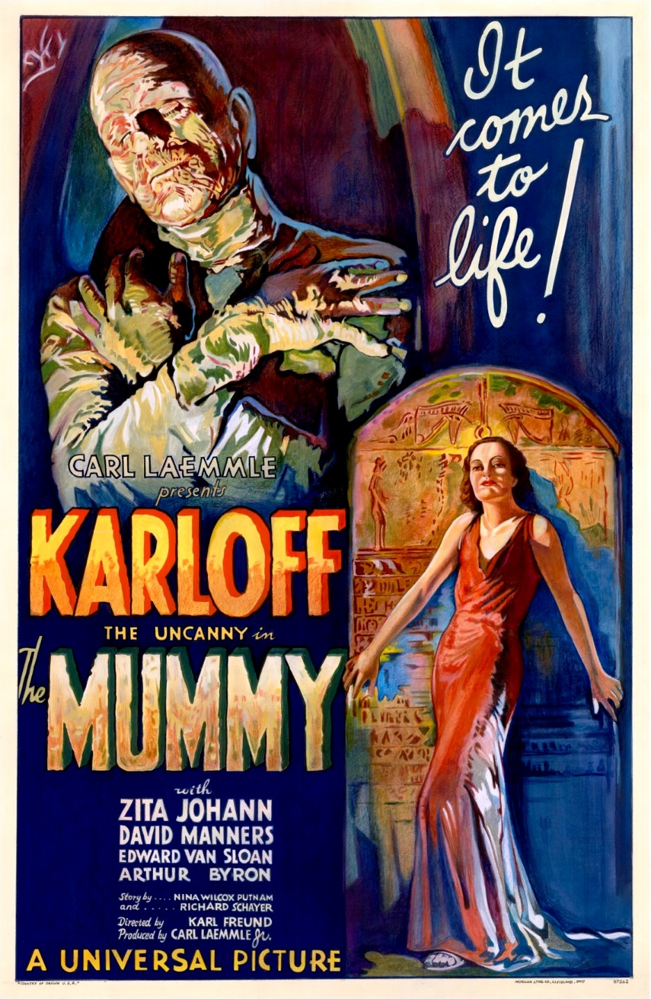 It
comes
to
life!
CARL LAEMMLE
presents
KARLOFF
THE UNCANNY in
The MUMMY
with
ZITA JOHANN
DAVID MANNERS
EDWARD VAN SLOAN
ARTHUR BYRON
Story by .... NINA WILCOX PUTNAM
and ..... RICHARD SCHAYER
Directed by KARL FREUND
Produced by CARL LAEMMLE Jr.
A UNIVERSAL PICTURE
"COUNTRY OF ORIGIN U.S.A."
MORGAN LITHO. CO., CLEVELAND, OHIO